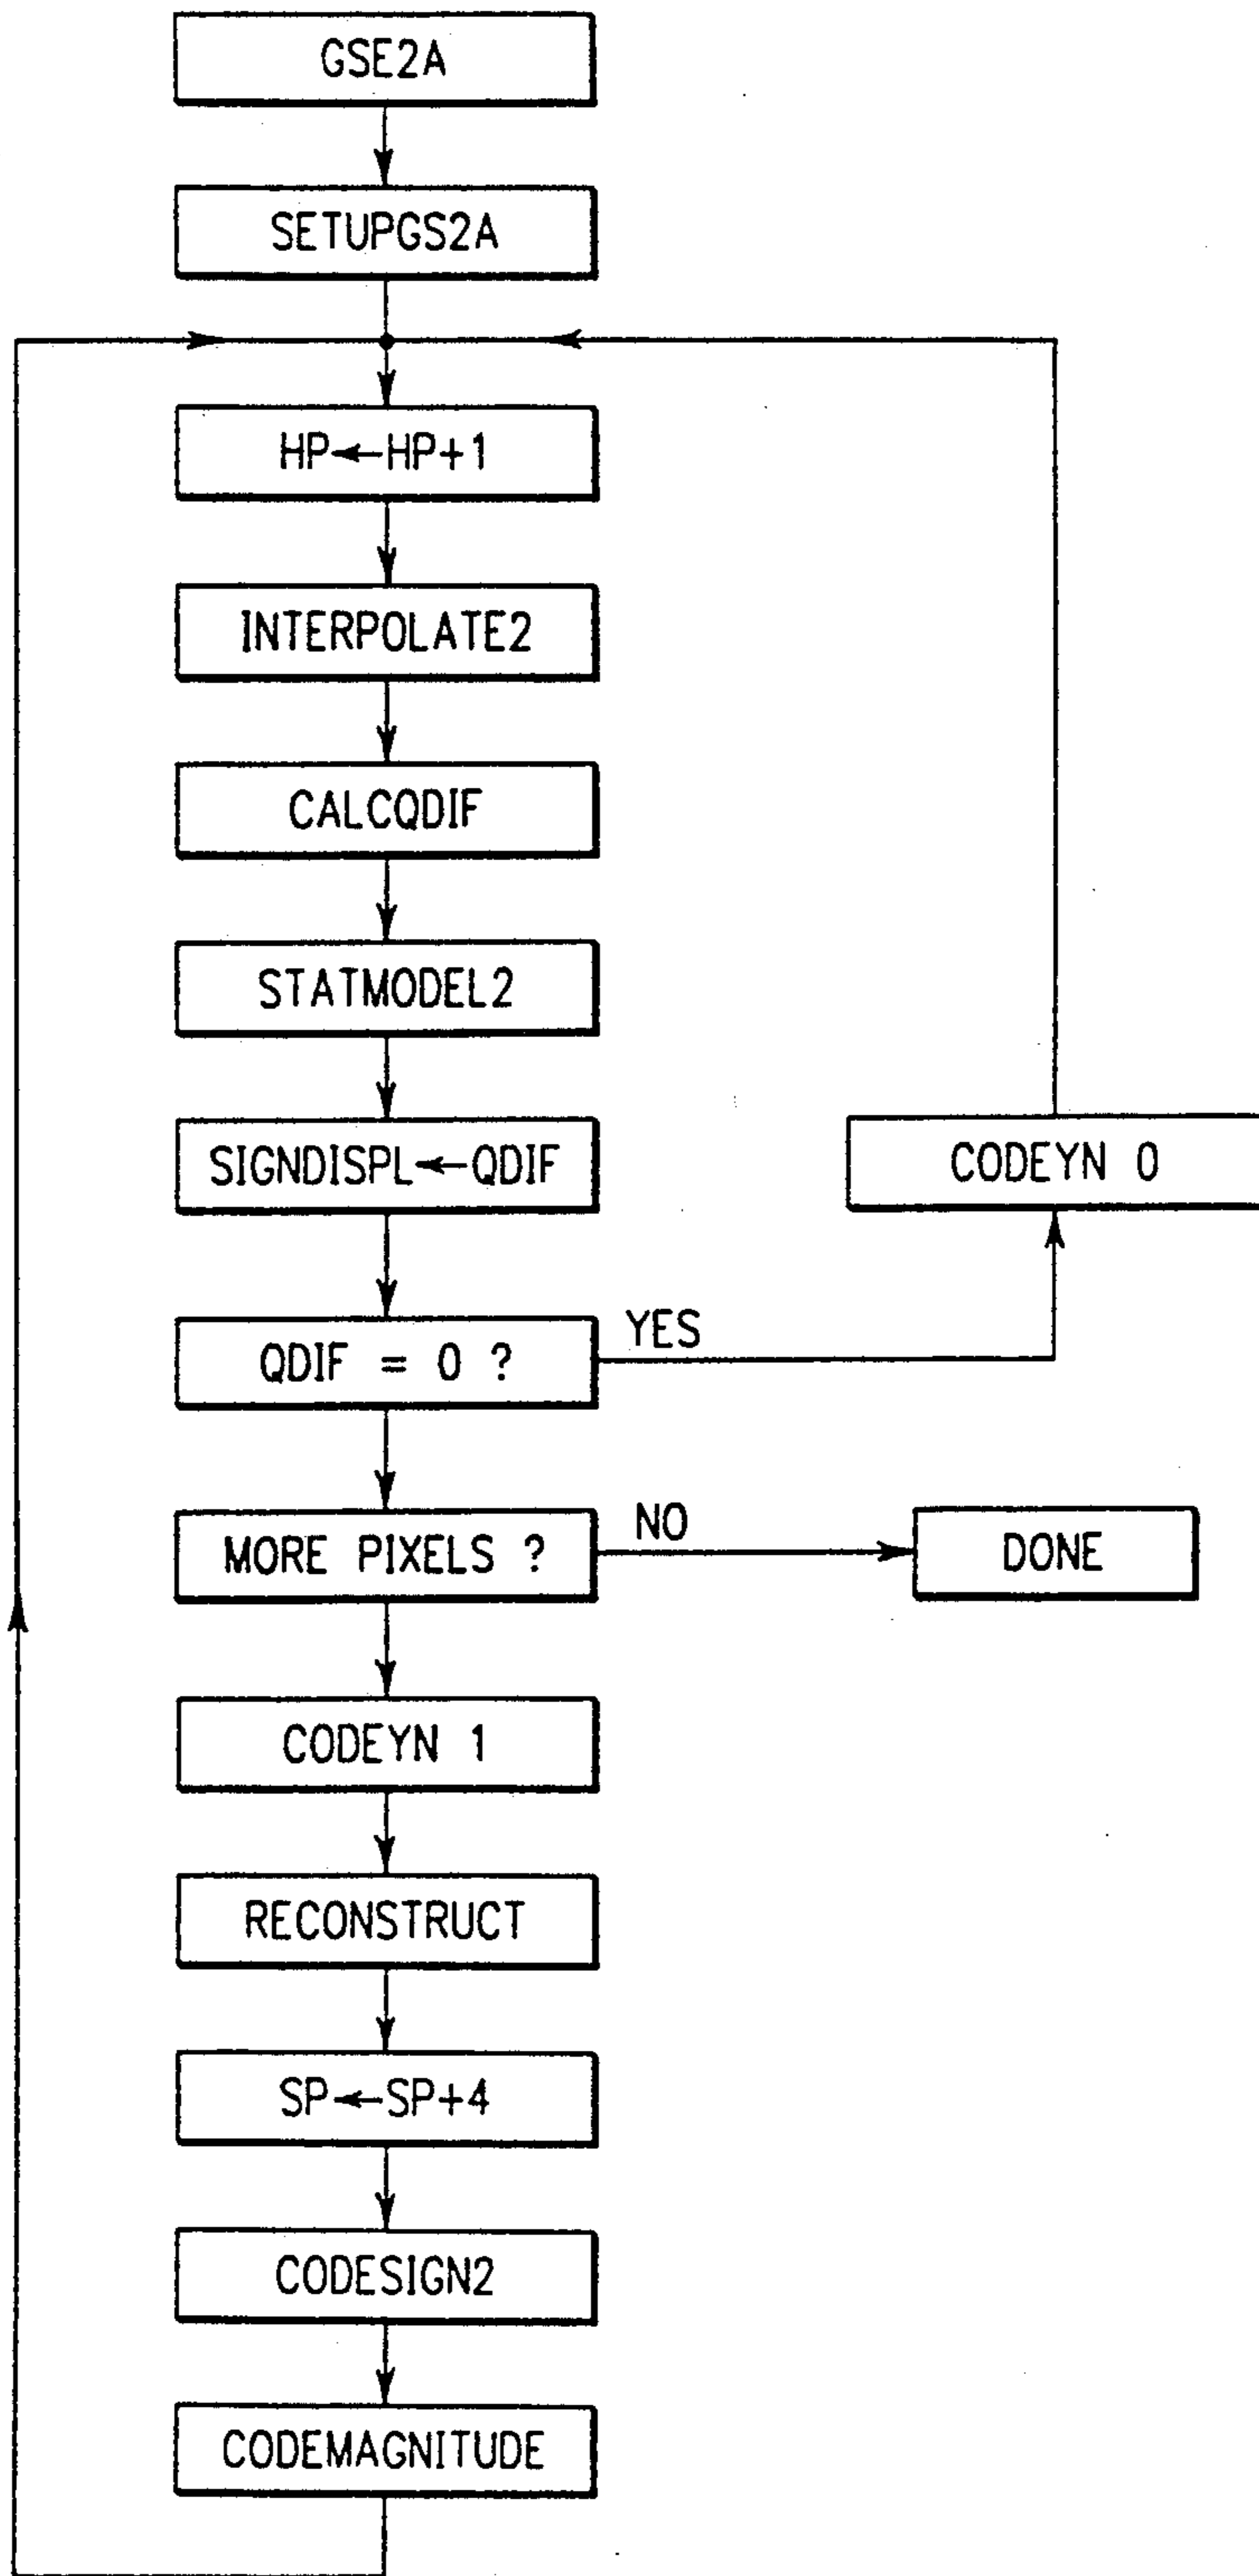 GSE2A
SETUPGS2A
HP←HP+1
INTERPOLATE2
CALCQDIF
STATMODEL2
SIGNDISPL←QDIF
CODEYN 0
QDIF = 0 ?
YES
MORE PIXELS ?
NO
DONE
CODEYN 1
RECONSTRUCT
SP←SP+4
CODESIGN2
CODEMAGNITUDE